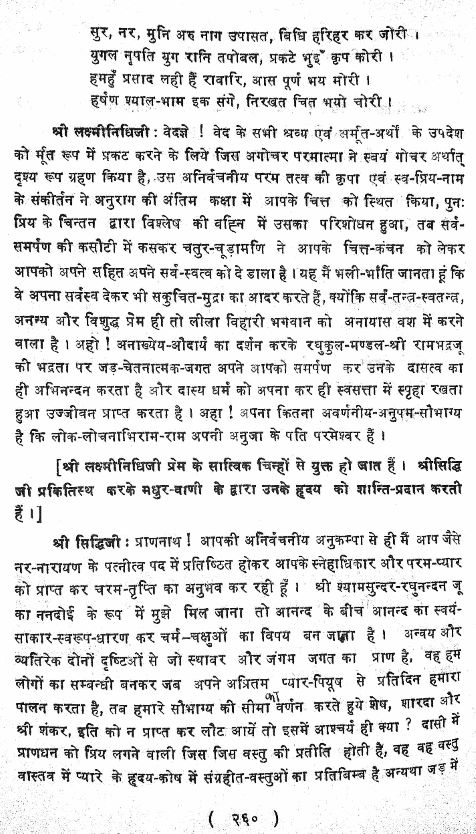 सुर, नर, मुनि अरु नाग उपासत, बिधि हरिहर कर जोरी ।
युगल नृपति युग रानि तपोबल, प्रकटे भुइँ कृप कोरी ।
हमहुँ प्रसाद लही हैं रावारि, आस पूर्ण भय मोरी ।
हर्षण श्याल-भाम इक संगें, निरखत चित भयो चोरी ।
श्री लक्ष्मीनिधिजी : वेदज्ञे ! वेद के सभी श्रव्य एवं अर्मूत-अर्थों के उपदेश
को र्मूत रूप में प्रकट करने के लिये जिस अगोचर परमात्मा ने स्वयं गोचर अर्थात्
दृश्य रूप ग्रहण किया है, उस अनिर्वचनीय परम तत्व की कृपा एवं स्व-प्रिय-नाम
के संकीर्तन ने अनुराग की अंतिम कक्षा में आपके चित्त को स्थित किया, पुनः
प्रिय के चिन्तन द्वारा विश्लेष की वह्नि में उसका परिशोधन हुआ, तब सर्व-
समर्पण की कसौटी में कसकर चतुर-चूड़ामणि ने आपके चित्त-कंचन को लेकर
आपको अपने सहित अपने सर्व-स्वत्व को दे डाला है । यह मैं भली-भाँति जानता हूं कि
वे अपना सर्वस्व देकर भी सकुचित-मुद्रा का आदर करते हैं, क्योंकि सर्व-तन्त्र-स्वतन्त्र,
अनन्य और विशुद्ध प्रेम ही तो लीला विहारी भगवान को अनायास वश में करने
वाला है । अहो ! अनाख्येय-औदार्य का दर्शन करके रघुकुल-मण्डल-श्री रामभद्रजू
की भद्रता पर जड़-चेतनात्मक-जगत अपने आपको समर्पण कर उनके दासत्व का
ही अभिनन्दन करता है और दास्य धर्म को अपना कर ही स्वसत्ता में स्पृहा रखता
हुआ उज्जीवन प्राप्त करता है । अहा ! अपना कितना अवर्णनीय-अनुपम-सौभाग्य
है कि लोक-लोचनाभिराम-राम अपनी अनुजा के पति परमेश्वर हैं ।
[श्री लक्ष्मीनिधिजी प्रेम के सात्विक चिन्हों से युक्त हो जात हैं । श्रीसिद्धि
जी प्रकितिस्थ करके मधुर-वाणी के द्वारा उनके हृदय को शान्ति-प्रदान करती
हैं ।]
श्री सिद्धिजी : प्राणनाथ ! आपकी अनिर्वचनीय अनुकम्पा से ही मैं आप जैसे
नर-नारायण के पत्नीत्व पद में प्रतिष्ठित होकर आपके स्नेहाधिकार और परम-प्यार
को प्राप्त कर चरम-तृप्ति का अनुभव कर रही हूँ । श्री श्यामसुन्दर-रघुनन्दन जू
का ननदोई के रूप में मुझे मिल जाना तो आनन्द के बीच आनन्द का स्वयं-
साकार-स्वरूप-धारण कर चर्म-चक्षुओं का विषय बन जाना है । अन्वय और
व्यतिरेक दोनों दृष्टिओं से जो स्थावर और जंगम जगत का प्राण है, वह हम
लोगों का सम्बन्धी बनकर जब अपने अप्रितम प्यार-पियूष से प्रतिदिन हमारा
पालन करता है, तब हमारे सौभाग्य की सीमा का वर्णन करते हुये शेष, शारदा और
श्री शंकर, इति को न प्राप्त कर लौट आयें तो इसमें आश्चर्य ही क्या ? दासी में
प्राणधन को प्रिय लगने वाली जिस जिस वस्तु की प्रतीति होती है, वह वह वस्तु
वास्तव में प्यारे के हृदय-कोष में संग्रहीत-वस्तुओं का प्रतिबिम्ब है अन्यथा जड़ में
( २६० )